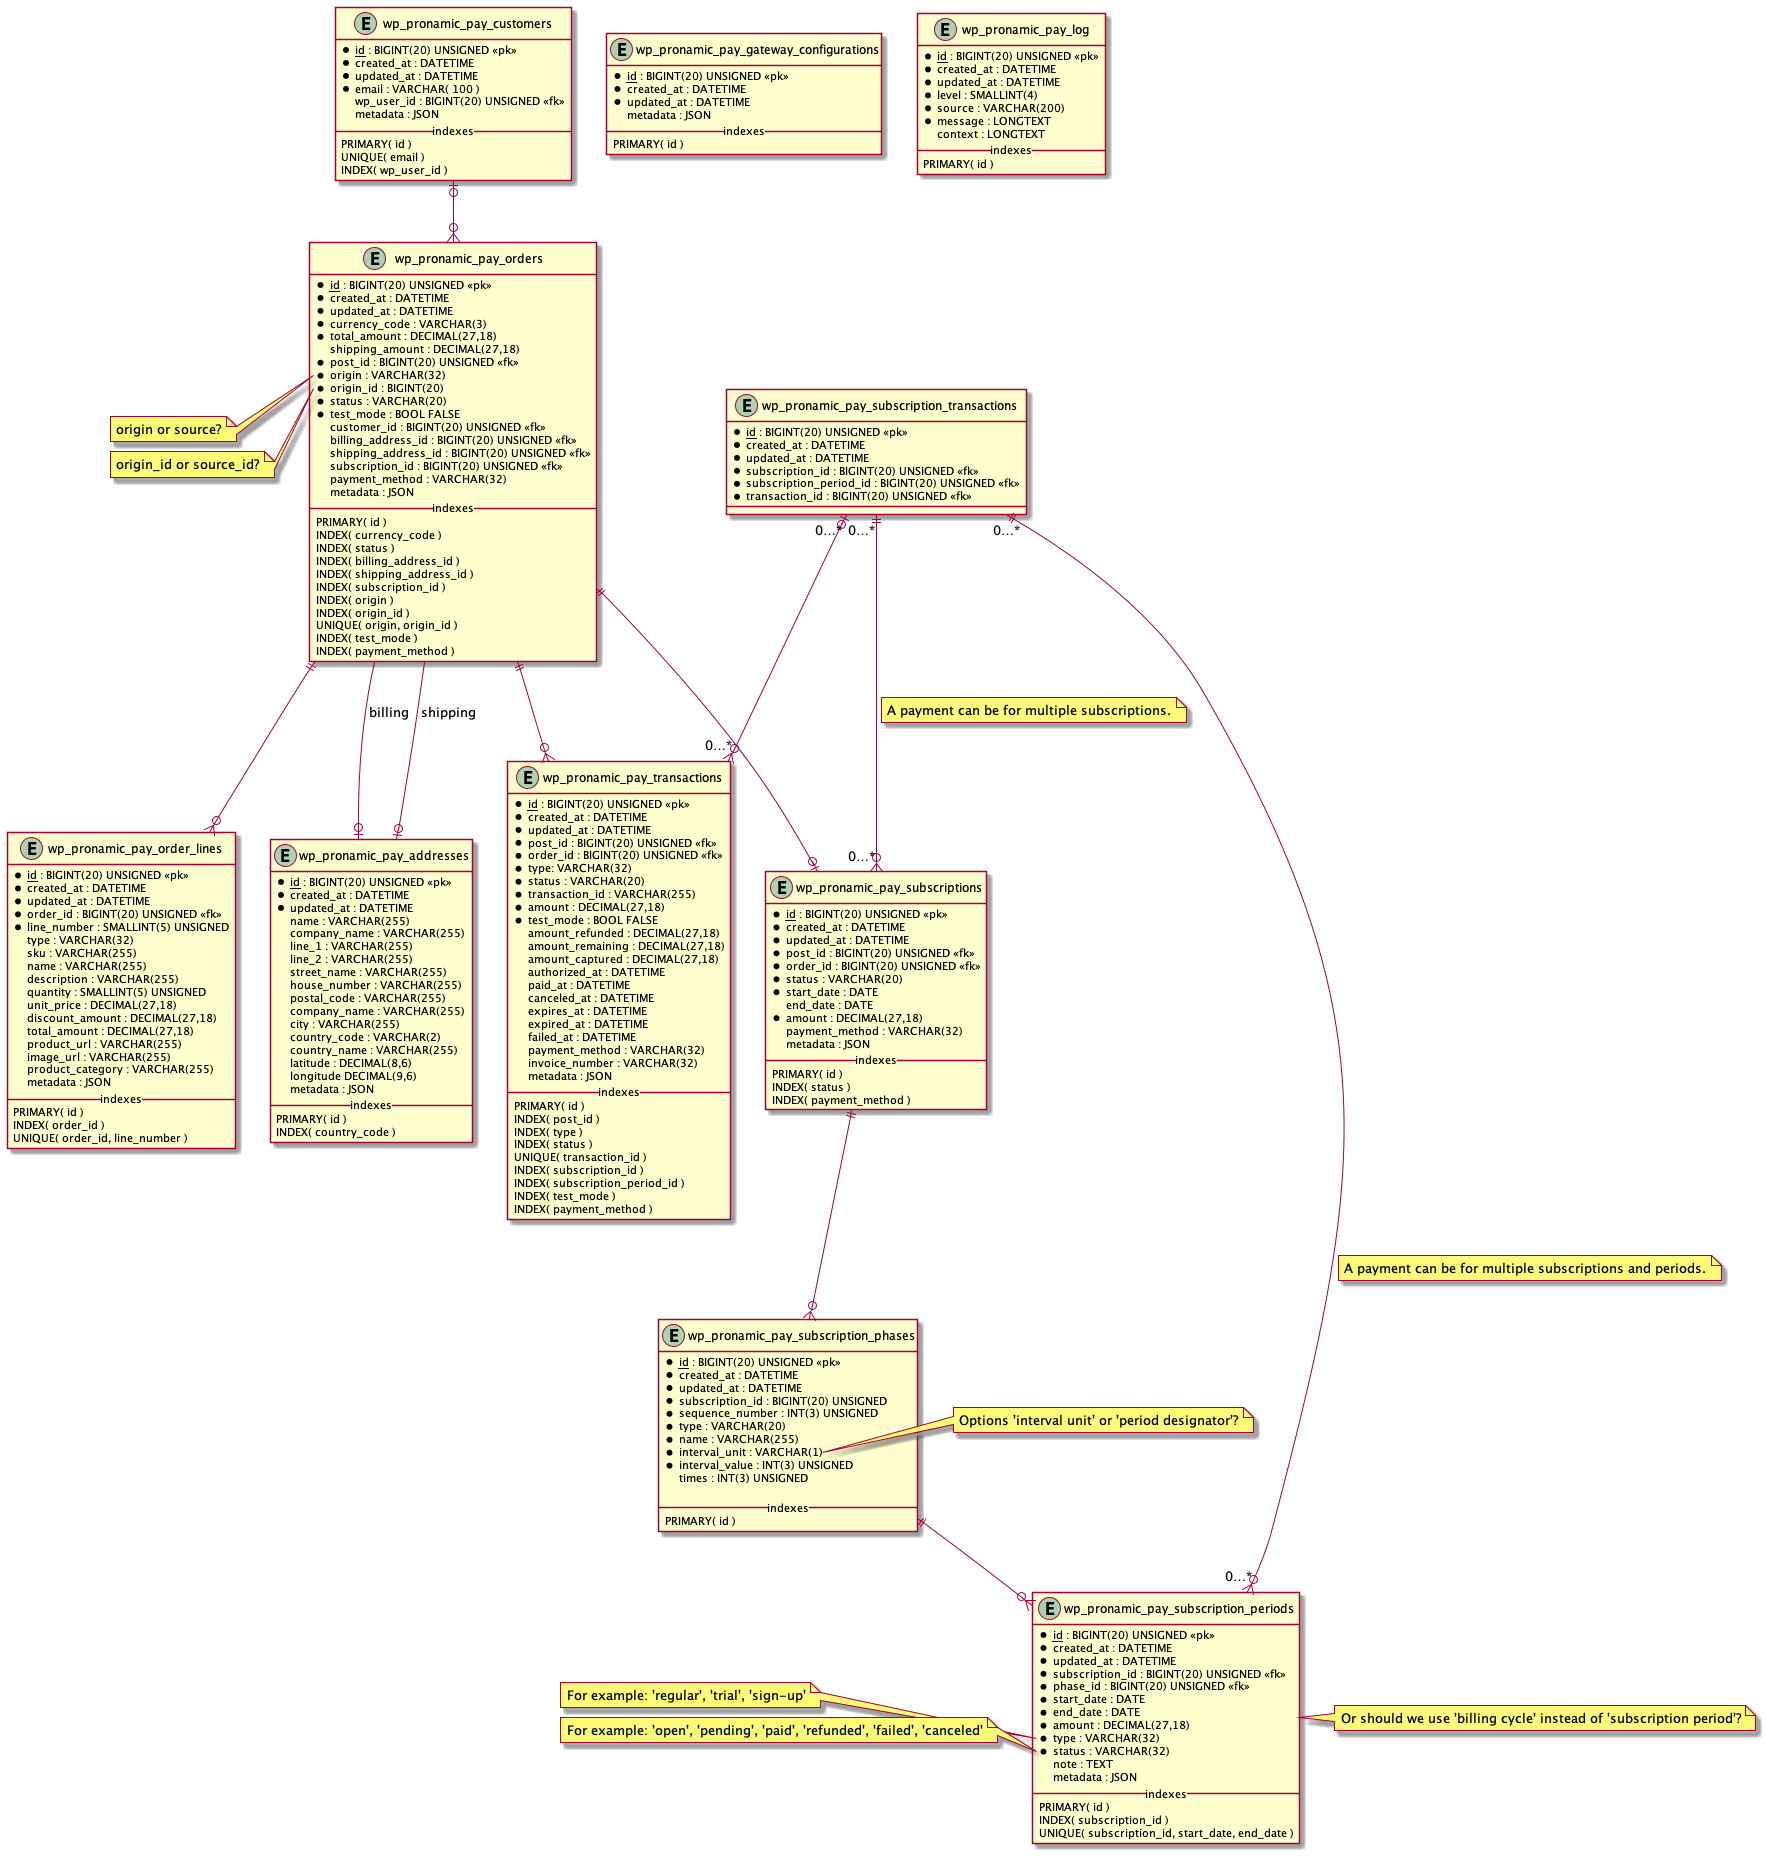 E wp_pronamic_pay_customers
id : BIGINT(20) UNSIGNED «pk»
created_at : DATETIME
updated_at : DATETIME
email : VARCHAR( 100 )
wp_user_id : BIGINT(20) UNSIGNED «fk»
metadata : JSON
indexes
PRIMARY( id )
UNIQUE( email )
INDEX( wp_user_id )
E wp_pronamic_pay_gateway_configurations
id : BIGINT(20) UNSIGNED «pk»
created_at : DATETIME
updated_at : DATETIME
metadata : JSON
indexes
PRIMARY( id )
E wp_pronamic_pay_log
id : BIGINT(20) UNSIGNED «pk»
created_at : DATETIME
updated_at : DATETIME
level : SMALLINT(4)
source : VARCHAR(200)
message : LONGTEXT
context : LONGTEXT
indexes
PRIMARY( id )
E wp_pronamic_pay_orders
id : BIGINT(20) UNSIGNED «pk»
created_at : DATETIME
updated_at : DATETIME
currency_code : VARCHAR(3)
total_amount : DECIMAL(27,18)
shipping_amount : DECIMAL(27,18)
post_id : BIGINT(20) UNSIGNED «fk»
origin : VARCHAR(32)
origin_id : BIGINT(20)
status : VARCHAR(20)
test_mode : BOOL FALSE
customer_id : BIGINT(20) UNSIGNED «fk»
billing_address_id : BIGINT(20) UNSIGNED «fk»
shipping_address_id : BIGINT(20) UNSIGNED «fk»
subscription_id : BIGINT(20) UNSIGNED «fk»
payment_method : VARCHAR(32)
metadata : JSON
indexes
PRIMARY( id )
INDEX( currency_code )
INDEX( status )
INDEX( billing_address_id )
INDEX( shipping_address_id )
INDEX( subscription_id )
INDEX( origin )
INDEX( origin_id )
UNIQUE( origin, origin_id )
INDEX( test_mode )
INDEX( payment_method )
origin or source?
origin_id or source_id?
E wp_pronamic_pay_subscription_transactions
id : BIGINT(20) UNSIGNED «pk»
created_at : DATETIME
updated_at : DATETIME
subscription_id : BIGINT(20) UNSIGNED «fk»
subscription_period_id : BIGINT(20) UNSIGNED «fk»
transaction_id : BIGINT(20) UNSIGNED «fk»
0...*
0...*
0...*
billing
shipping
A payment can be for multiple subscriptions.
0...*
0...*
E wp_pronamic_pay_order_lines
id : BIGINT(20) UNSIGNED «pk»
created_at : DATETIME
updated_at : DATETIME
order_id : BIGINT(20) UNSIGNED «fk»
line_number : SMALLINT(5) UNSIGNED
type : VARCHAR(32)
sku : VARCHAR(255)
name : VARCHAR(255)
description : VARCHAR(255)
quantity : SMALLINT(5) UNSIGNED
unit_price : DECIMAL(27,18)
discount_amount : DECIMAL(27,18)
total_amount : DECIMAL(27,18)
product_url : VARCHAR(255)
image_url : VARCHAR(255)
product_category : VARCHAR(255)
metadata : JSON
indexes
PRIMARY( id )
INDEX( order_id )
UNIQUE( order_id, line_number )
E wp_pronamic_pay_addresses
id : BIGINT(20) UNSIGNED «pk»
created_at : DATETIME
updated_at : DATETIME
name : VARCHAR(255)
company_name : VARCHAR(255)
line_1 : VARCHAR(255)
line_2 : VARCHAR(255)
street_name : VARCHAR(255)
house_number : VARCHAR(255)
postal_code : VARCHAR(255)
company_name : VARCHAR(255)
city : VARCHAR(255)
country_code : VARCHAR(2)
country_name : VARCHAR(255)
latitude : DECIMAL(8,6)
longitude DECIMAL(9,6)
metadata : JSON
indexes
PRIMARY( id )
INDEX( country_code )
E wp_pronamic_pay_transactions
id : BIGINT(20) UNSIGNED «pk»
created_at : DATETIME
updated_at : DATETIME
post_id : BIGINT(20) UNSIGNED «fk»
order_id : BIGINT(20) UNSIGNED «fk»
type: VARCHAR(32)
status : VARCHAR(20)
transaction_id : VARCHAR(255)
amount : DECIMAL(27,18)
test_mode : BOOL FALSE
amount_refunded : DECIMAL(27,18)
amount_remaining : DECIMAL(27,18)
amount_captured : DECIMAL(27,18)
authorized_at : DATETIME
paid_at : DATETIME
canceled_at : DATETIME
expires_at : DATETIME
expired_at : DATETIME
failed_at : DATETIME
payment_method : VARCHAR(32)
invoice_number : VARCHAR(32)
metadata : JSON
indexes
PRIMARY( id )
INDEX( post_id )
INDEX( type )
INDEX( status )
UNIQUE( transaction_id )
INDEX( subscription_id )
INDEX( subscription_period_id )
INDEX( test_mode )
INDEX( payment_method )
E wp_pronamic_pay_subscriptions
id : BIGINT(20) UNSIGNED «pk»
created_at : DATETIME
updated_at : DATETIME
post_id : BIGINT(20) UNSIGNED «fk»
order_id : BIGINT(20) UNSIGNED «fk»
status : VARCHAR(20)
start_date : DATE
end_date : DATE
amount : DECIMAL(27,18)
payment_method : VARCHAR(32)
metadata : JSON
indexes
PRIMARY( id )
INDEX( status )
INDEX( payment_method )
A payment can be for multiple subscriptions and periods.
E wp_pronamic_pay_subscription_phases
id : BIGINT(20) UNSIGNED «pk»
created_at : DATETIME
updated_at : DATETIME
subscription_id : BIGINT(20) UNSIGNED
sequence_number : INT(3) UNSIGNED
type : VARCHAR(20)
name : VARCHAR(255)
interval_unit : VARCHAR(1)
interval_value : INT(3) UNSIGNED
times : INT(3) UNSIGNED
indexes
PRIMARY( id )
Options 'interval unit' or 'period designator'?
0...*
E wp_pronamic_pay_subscription_periods
id : BIGINT(20) UNSIGNED «pk»
created_at : DATETIME
updated_at : DATETIME
subscription_id : BIGINT(20) UNSIGNED «fk»
phase_id : BIGINT(20) UNSIGNED «fk»
start_date : DATE
end_date : DATE
amount : DECIMAL(27,18)
type : VARCHAR(32)
status : VARCHAR(32)
note : TEXT
metadata : JSON
indexes
PRIMARY( id )
INDEX( subscription_id )
UNIQUE( subscription_id, start_date, end_date )
For example: 'regular', 'trial', 'sign-up'
For example: 'open', 'pending', 'paid', 'refunded', 'failed', 'canceled'
Or should we use 'billing cycle' instead of 'subscription period'?